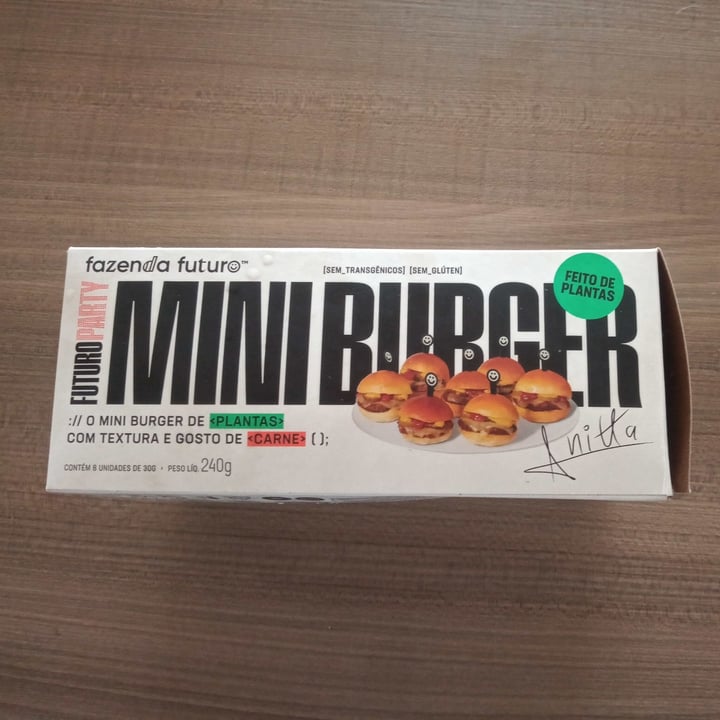 fazenda futuro™
[SEM_TRANSGÊNICOS] [SEM_GLÚTEN]
FEITO DE
PLANTAS
FUTURO PARTY
MINI BURGER
:// O MINI BURGER DE <PLANTAS>
COM TEXTURA E GOSTO DE <CARNE> ();
Anitta
CONTÉM 6 UNIDADES DE 30G • PESO LÍQ. 240g